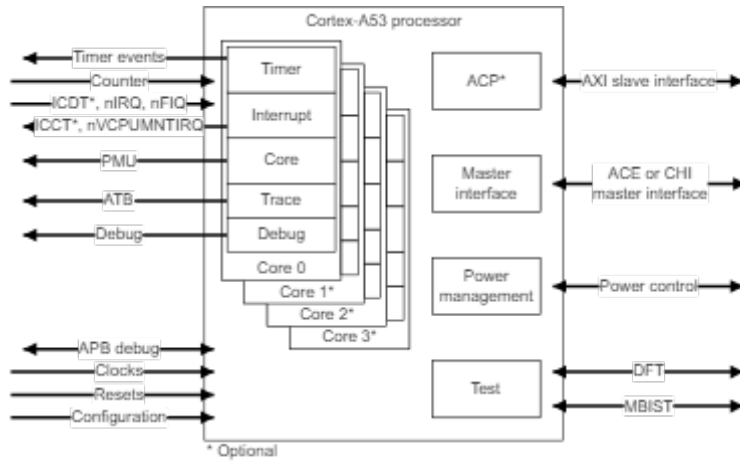 Cortex-A53 processor
Timer events
Counter
ICDT*, nIRQ, nFIQ
ICCT*, nVCPUMNTIRQ
PMU
ATB
Debug
APB debug
Clocks
Resets
Configuration
Timer
Interrupt
Core
Trace
Debug
Core 0
Core 1*
Core 2*
Core 3*
ACP*
Master
interface
Power
management
Test
AXI slave interface
ACE or CHI
master interface
Power control
DFT
MBIST
* Optional